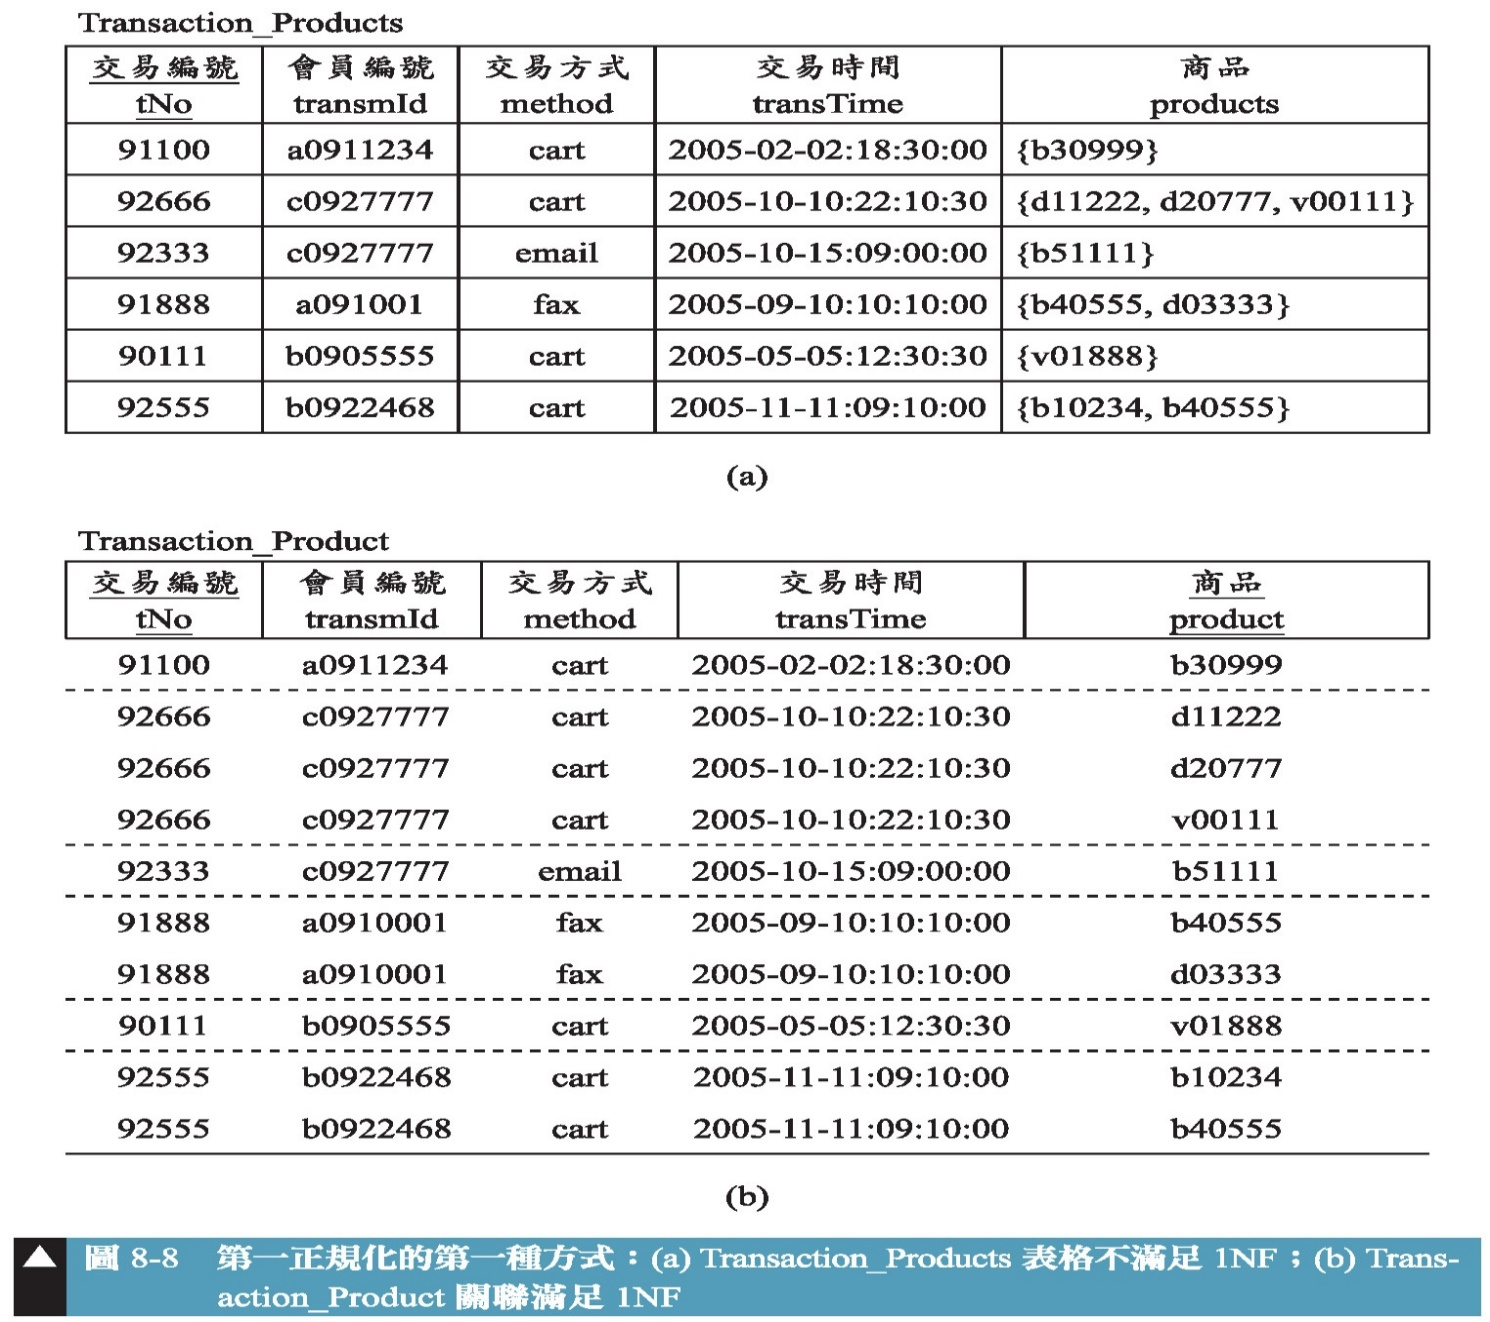 Transaction_Products
交易編號 會員編號 交易方式 交易時間 商品
tNo transmId method transTime products
91100 a0911234 cart 2005-02-02:18:30:00 {b30999}
92666 c0927777 cart 2005-10-10:22:10:30 {d11222, d20777, v00111}
92333 c0927777 email 2005-10-15:09:00:00 {b51111}
91888 a091001 fax 2005-09-10:10:10:00 {b40555, d03333}
90111 b0905555 cart 2005-05-05:12:30:30 {v01888}
92555 b0922468 cart 2005-11-11:09:10:00 {b10234, b40555}
(a)
Transaction_Product
交易編號 會員編號 交易方式 交易時間 商品
tNo transmId method transTime product
91100 a0911234 cart 2005-02-02:18:30:00 b30999
92666 c0927777 cart 2005-10-10:22:10:30 d11222
92666 c0927777 cart 2005-10-10:22:10:30 d20777
92666 c0927777 cart 2005-10-10:22:10:30 v00111
92333 c0927777 email 2005-10-15:09:00:00 b51111
91888 a0910001 fax 2005-09-10:10:10:00 b40555
91888 a0910001 fax 2005-09-10:10:10:00 d03333
90111 b0905555 cart 2005-05-05:12:30:30 v01888
92555 b0922468 cart 2005-11-11:09:10:00 b10234
92555 b0922468 cart 2005-11-11:09:10:00 b40555
(b)
圖 8-8 第一正規化的第一種方式：(a) Transaction_Products 表格不滿足 1NF；(b) Trans-
action_Product 關聯滿足 1NF